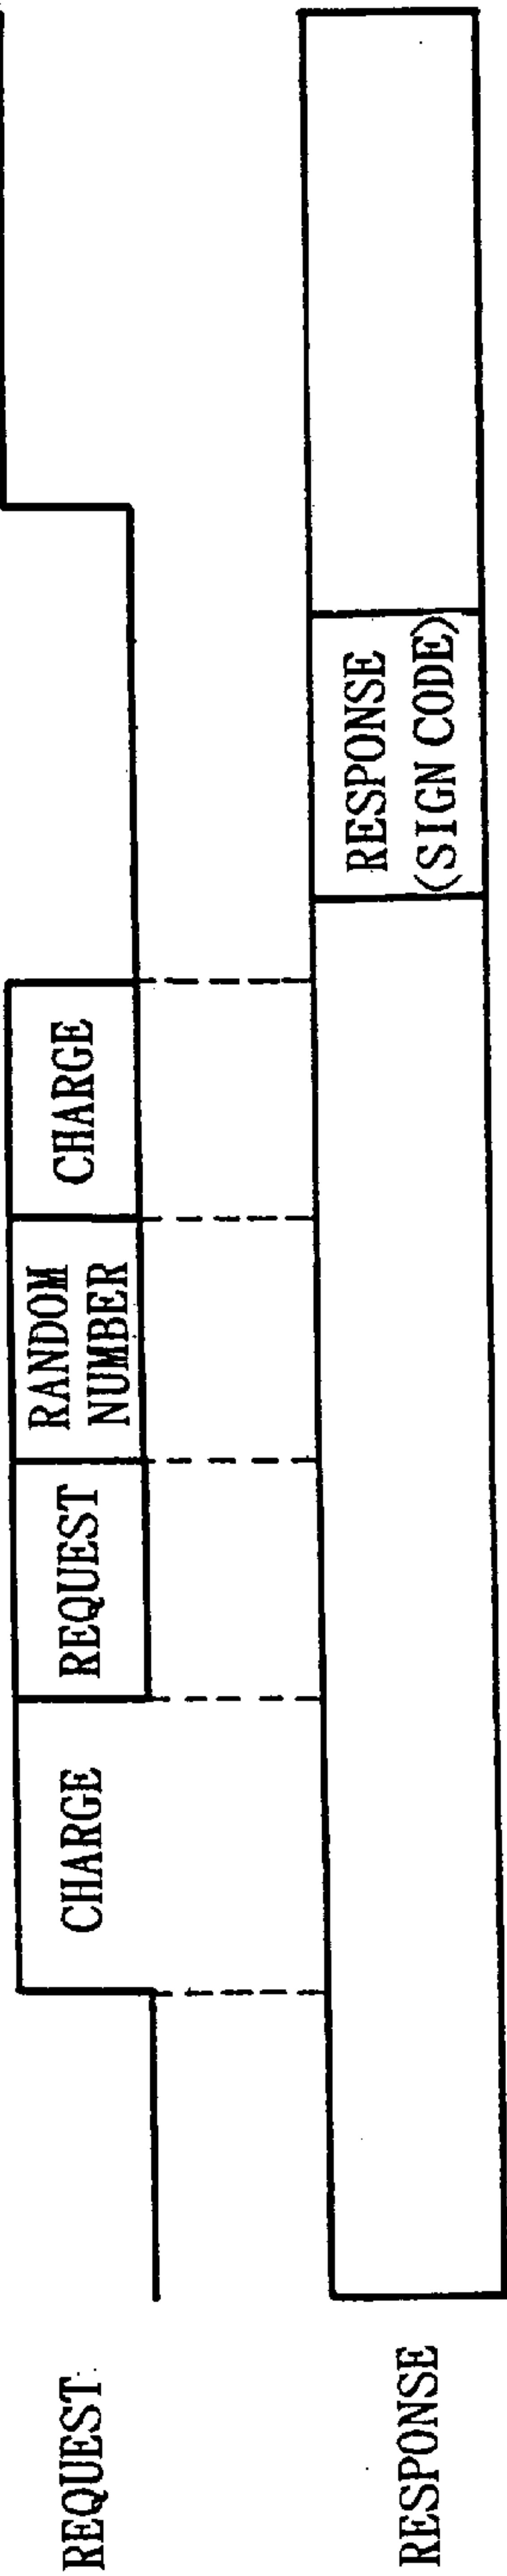 REQUEST
CHARGE
REQUEST
RANDOM
NUMBER
CHARGE
RESPONSE
RESPONSE
(SIGN CODE)